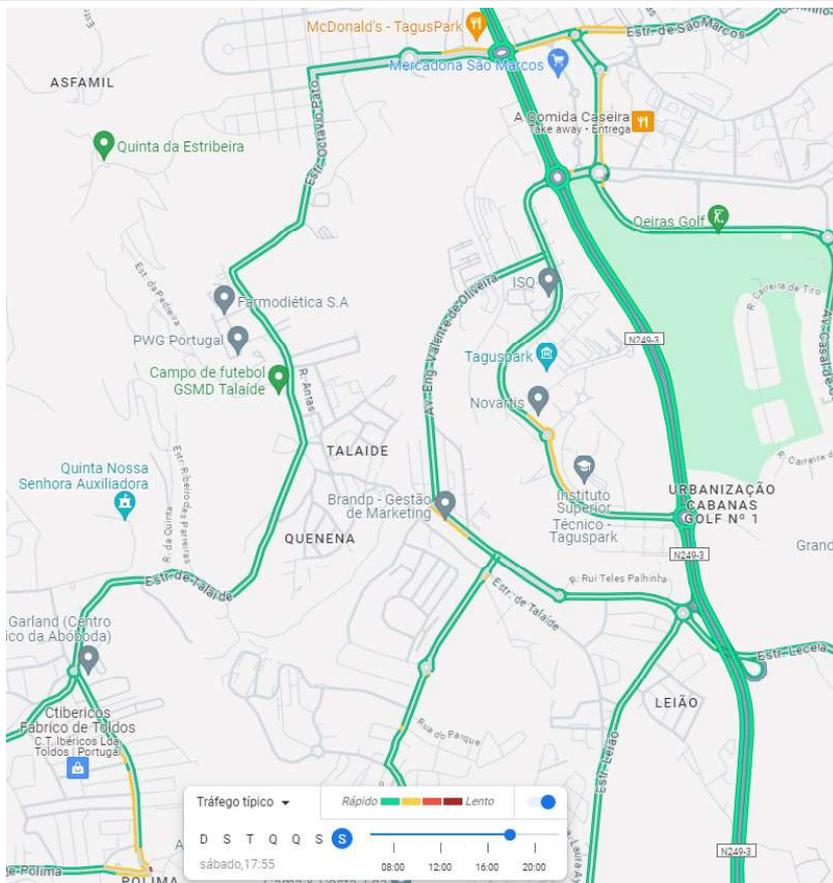 McDonald's - TagusPark
Estr. de São Marcos
Mercadona São Marcos
ASFAMIL
A Comida Caseira
Take away • Entrega
Quinta da Estribeira
Estr. Octavio Pato
Oeiras Golf
Est. da Pedreira
ISQ
R. Carreira de Tiro
Farmodiética S.A
Av. Eng. Valente de Oliveira
PWG Portugal
N249-3
Taguspark
Campo de futebol
GSMD Talaíde
R. Antas
Novartis
TALAIDE
Quinta Nossa
Senhora Auxiliadora
Estr. Ribeiro das Parreiras
R. da Quinta
Instituto
Superior
Técnico -
Taguspark
URBANIZAÇÃO
CABANAS
GOLF Nº 1
Brandp - Gestão
de Marketing
QUENENA
N249-3
Grand
R. Rui Teles Palhinha
Estr. de Talaíde
Estr. de Talaíde
Garland (Centro
ico da Abóboda)
Estr. Leceia
LEIÃO
Ctibericos
Fabrico de Toldos
C.T. Ibéricos Lda
Toldos | Portugal
Rua do Parque
Estr. Leião
Tráfego típico
Rápido
Lento
D S T Q Q S S
sábado, 17:55
08:00 12:00 16:00 20:00
N249-3
POLIMA